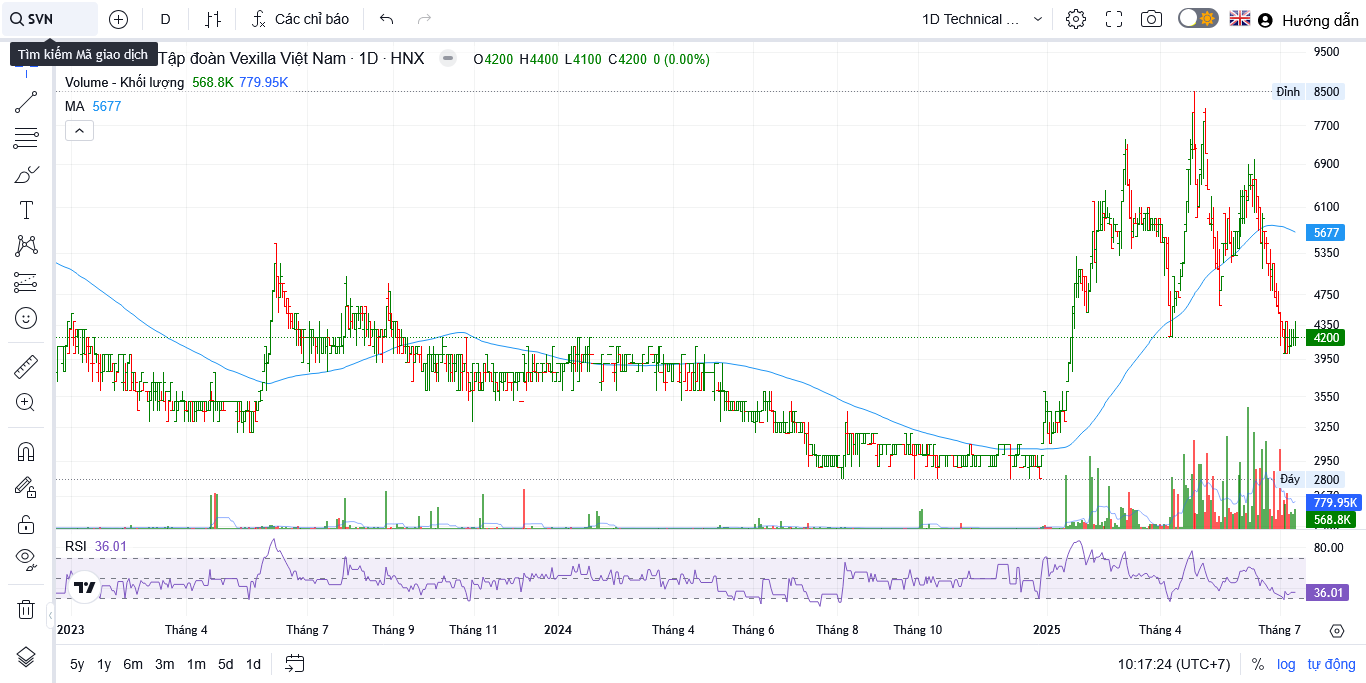 SVN
D
Các chỉ báo
1D Technical ...
Hướng dẫn
Tìm kiếm Mã giao dịch
Tập đoàn Vexilla Việt Nam · 1D · HNX
O4200 H4400 L4100 C4200 0 (0.00%)
Volume - Khối lượng 568.8K 779.95K
MA 5677
9500
Đỉnh 8500
7700
6900
6100
5677
5350
4750
4350
4200
3950
3550
3250
2950
Đáy 2800
779.95K
568.8K
RSI 36.01
80.00
36.01
2023 Tháng 4 Tháng 7 Tháng 9 Tháng 11 2024 Tháng 4 Tháng 6 Tháng 8 Tháng 10 2025 Tháng 4 Tháng 7
5y 1y 6m 3m 1m 5d 1d
10:17:24 (UTC+7) % log tự động